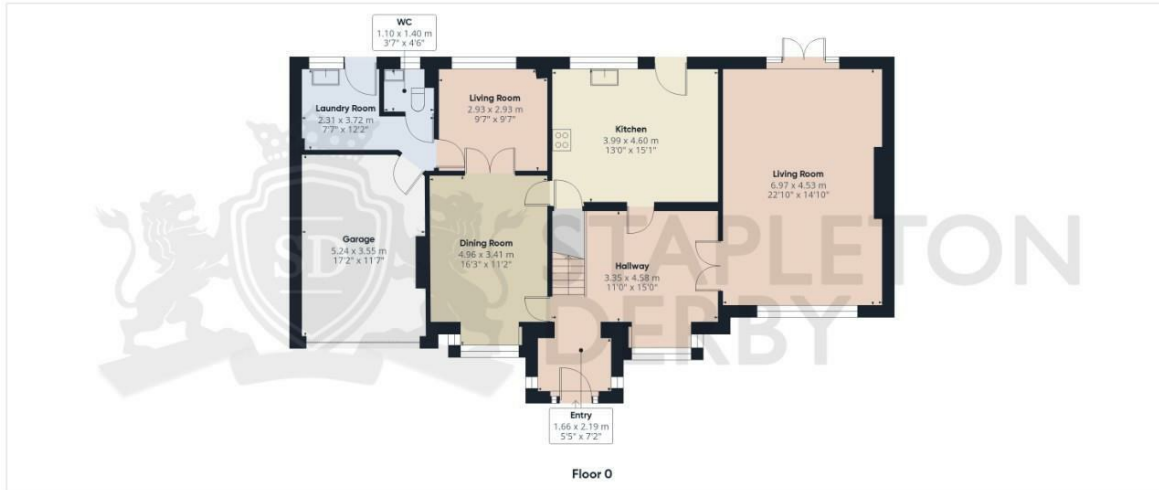 WC
1.10 x 1.40 m
3'7" x 4'6"
Laundry Room
2.31 x 3.72 m
7'7" x 12'2"
Living Room
2.93 x 2.93 m
9'7" x 9'7"
Kitchen
3.99 x 4.60 m
13'0" x 15'1"
Living Room
6.97 x 4.53 m
22'10" x 14'10"
Garage
5.24 x 3.55 m
17'2" x 11'7"
Dining Room
4.96 x 3.41 m
16'3" x 11'2"
Hallway
3.35 x 4.58 m
11'0" x 15'0"
SD
STAPLETON
DERBY
Entry
1.66 x 2.19 m
5'5" x 7'2"
Floor 0